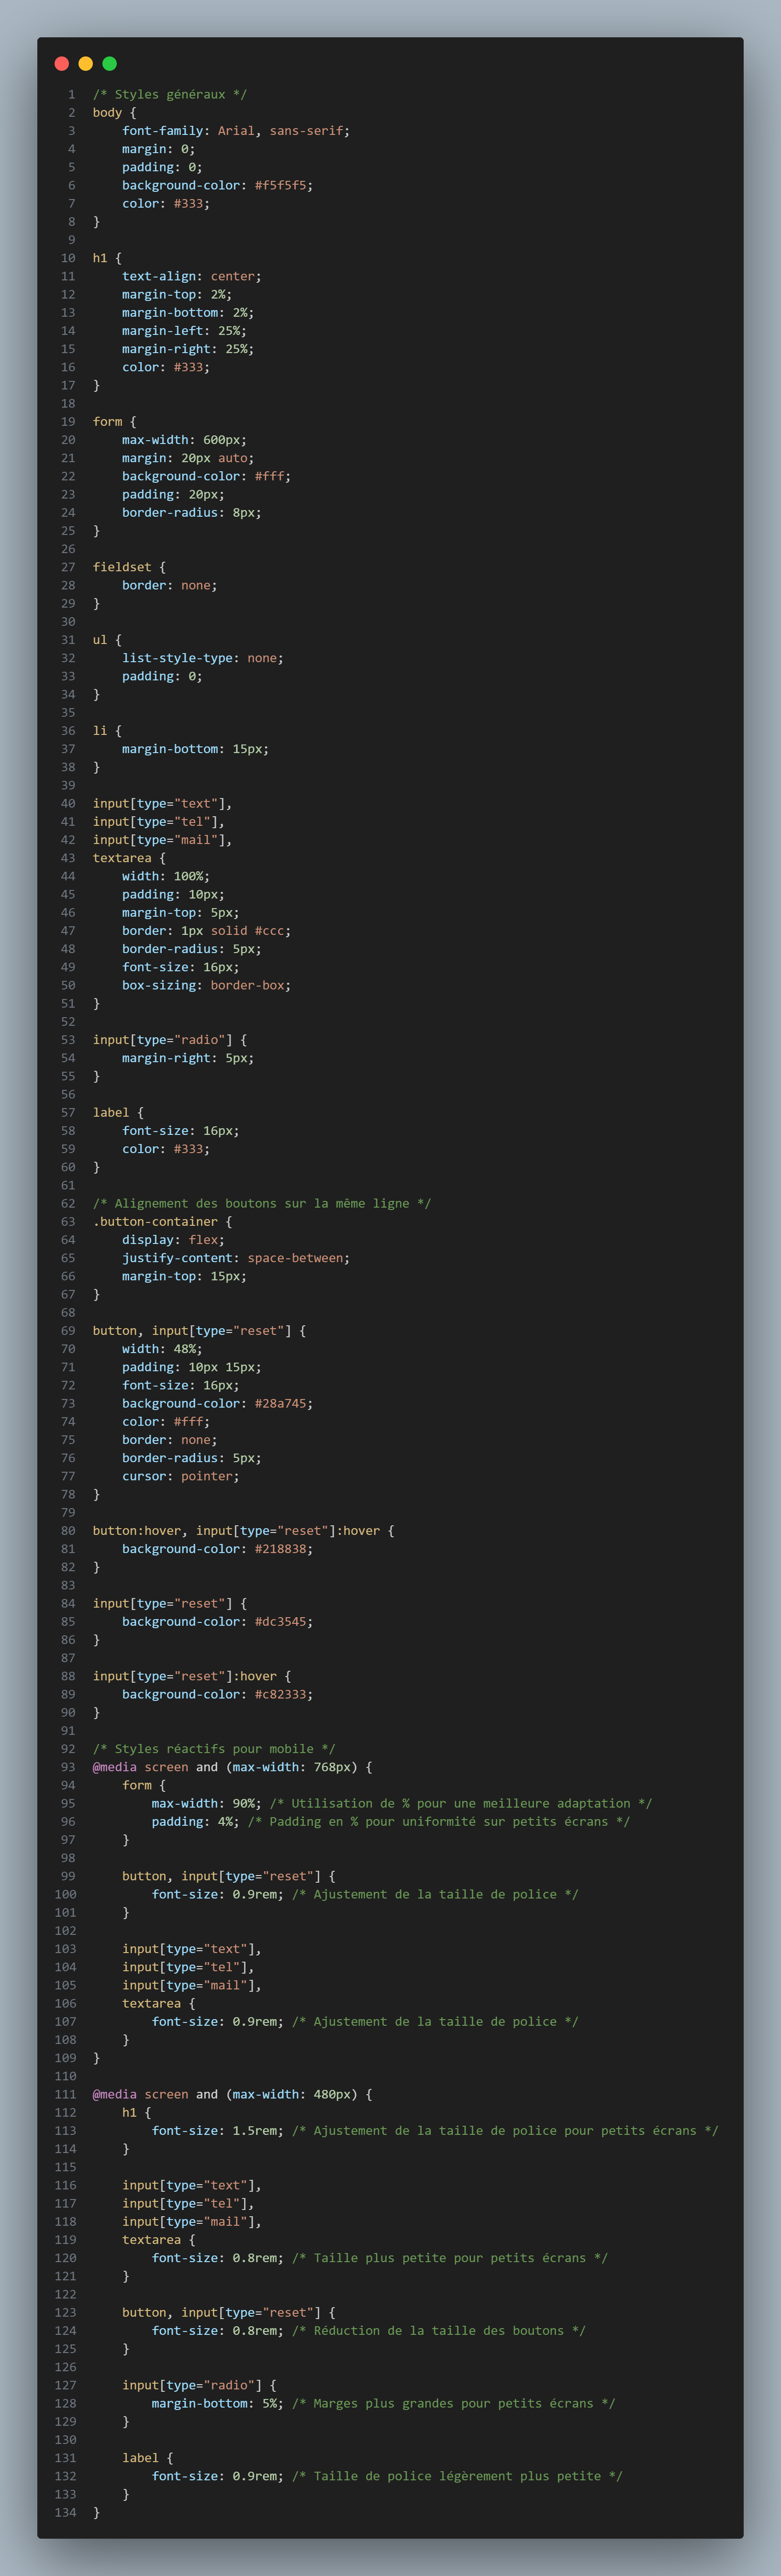 1 /* Styles généraux */
2 body {
3     font-family: Arial, sans-serif;
4     margin: 0;
5     padding: 0;
6     background-color: #f5f5f5;
7     color: #333;
8 }
9
10 h1 {
11     text-align: center;
12     margin-top: 2%;
13     margin-bottom: 2%;
14     margin-left: 25%;
15     margin-right: 25%;
16     color: #333;
17 }
18
19 form {
20     max-width: 600px;
21     margin: 20px auto;
22     background-color: #fff;
23     padding: 20px;
24     border-radius: 8px;
25 }
26
27 fieldset {
28     border: none;
29 }
30
31 ul {
32     list-style-type: none;
33     padding: 0;
34 }
35
36 li {
37     margin-bottom: 15px;
38 }
39
40 input[type="text"],
41 input[type="tel"],
42 input[type="mail"],
43 textarea {
44     width: 100%;
45     padding: 10px;
46     margin-top: 5px;
47     border: 1px solid #ccc;
48     border-radius: 5px;
49     font-size: 16px;
50     box-sizing: border-box;
51 }
52
53 input[type="radio"] {
54     margin-right: 5px;
55 }
56
57 label {
58     font-size: 16px;
59     color: #333;
60 }
61
62 /* Alignement des boutons sur la même ligne */
63 .button-container {
64     display: flex;
65     justify-content: space-between;
66     margin-top: 15px;
67 }
68
69 button, input[type="reset"] {
70     width: 48%;
71     padding: 10px 15px;
72     font-size: 16px;
73     background-color: #28a745;
74     color: #fff;
75     border: none;
76     border-radius: 5px;
77     cursor: pointer;
78 }
79
80 button:hover, input[type="reset"]:hover {
81     background-color: #218838;
82 }
83
84 input[type="reset"] {
85     background-color: #dc3545;
86 }
87
88 input[type="reset"]:hover {
89     background-color: #c82333;
90 }
91
92 /* Styles réactifs pour mobile */
93 @media screen and (max-width: 768px) {
94     form {
95         max-width: 90%; /* Utilisation de % pour une meilleure adaptation */
96         padding: 4%; /* Padding en % pour uniformité sur petits écrans */
97     }
98
99     button, input[type="reset"] {
100         font-size: 0.9rem; /* Ajustement de la taille de police */
101     }
102
103     input[type="text"],
104     input[type="tel"],
105     input[type="mail"],
106     textarea {
107         font-size: 0.9rem; /* Ajustement de la taille de police */
108     }
109 }
110
111 @media screen and (max-width: 480px) {
112     h1 {
113         font-size: 1.5rem; /* Ajustement de la taille de police pour petits écrans */
114     }
115
116     input[type="text"],
117     input[type="tel"],
118     input[type="mail"],
119     textarea {
120         font-size: 0.8rem; /* Taille plus petite pour petits écrans */
121     }
122
123     button, input[type="reset"] {
124         font-size: 0.8rem; /* Réduction de la taille des boutons */
125     }
126
127     input[type="radio"] {
128         margin-bottom: 5%; /* Marges plus grandes pour petits écrans */
129     }
130
131     label {
132         font-size: 0.9rem; /* Taille de police légèrement plus petite */
133     }
134 }